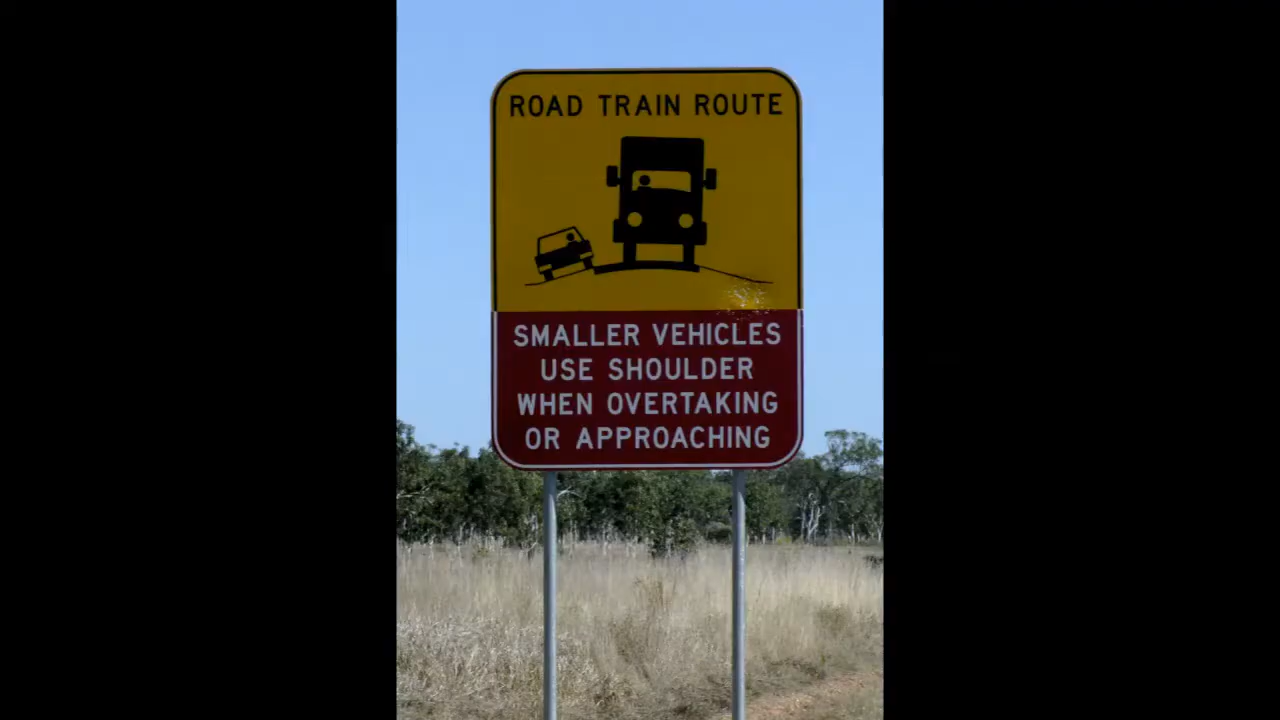 ROAD TRAIN ROUTE
SMALLER VEHICLES
USE SHOULDER
WHEN OVERTAKING
OR APPROACHING